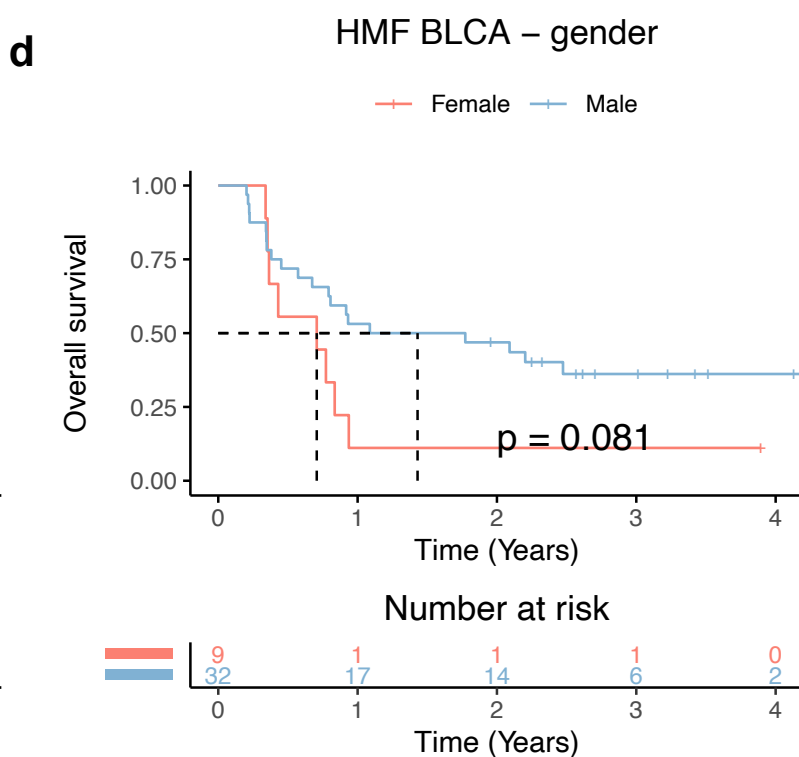 d
HMF BLCA – gender
Female Male
Overall survival
1.00
0.75
0.50
0.25
0.00
p = 0.081
0 1 2 3 4
Time (Years)
Number at risk
9 1 1 1 0
32 17 14 6 2
0 1 2 3 4
Time (Years)